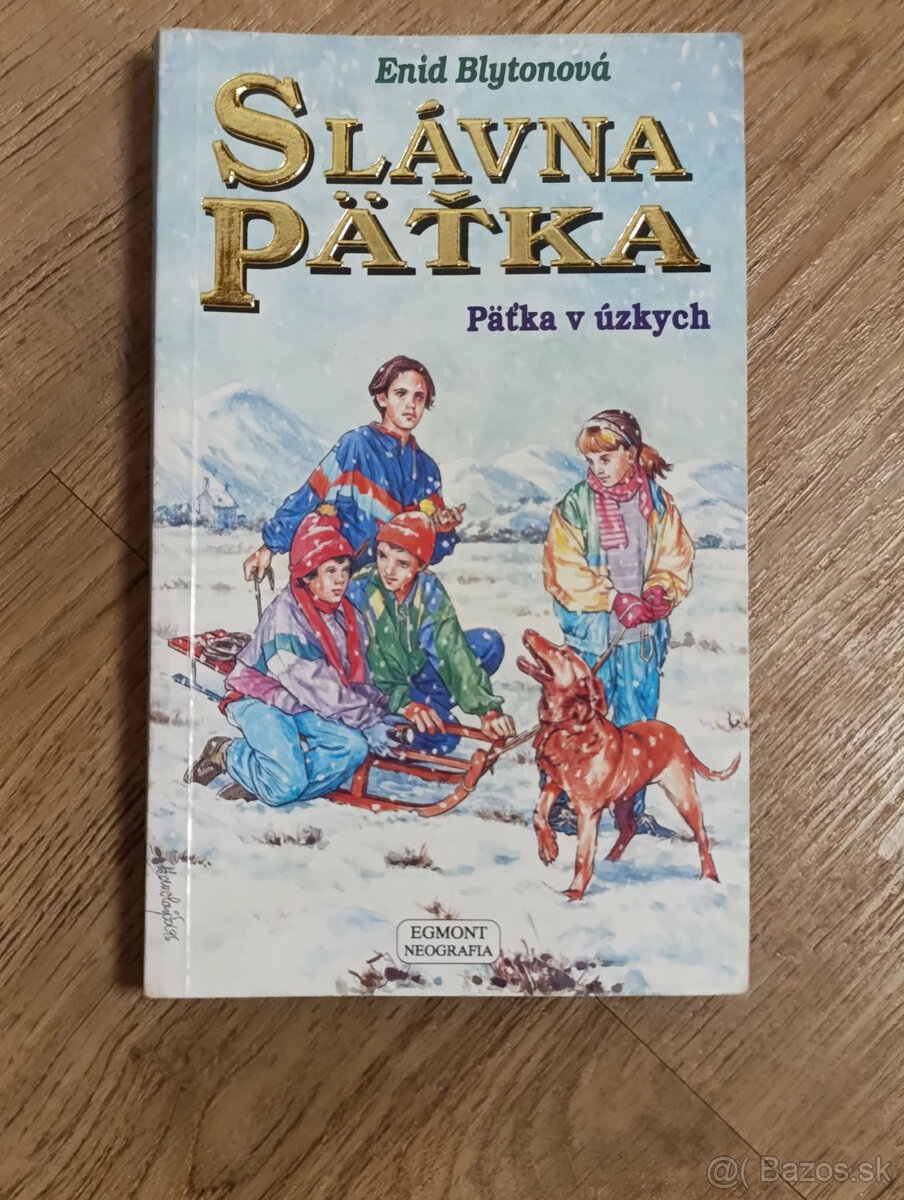 Enid Blytonová
SLÁVNA
PÄŤKA
Päťka v úzkych
EGMONT
NEOGRAFIA
@( Bazos.sk